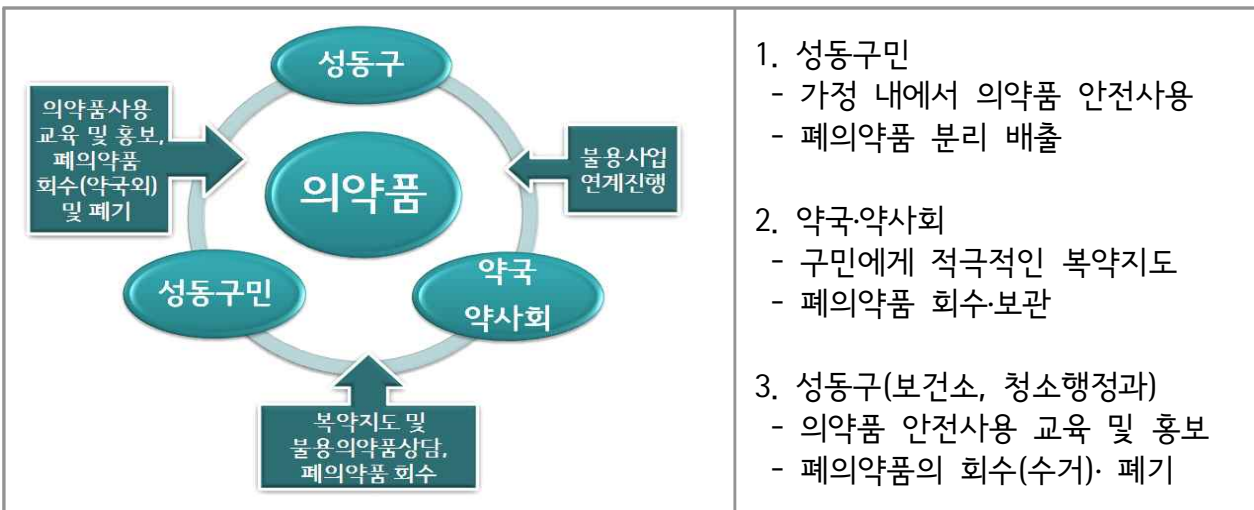 성동구
의약품사용
교육 및 홍보,
폐의약품
회수(약국외)
및 폐기
의약품
불용사업
연계진행
성동구민
약국
약사회
복약지도 및
불용의약품상담,
폐의약품 회수
1. 성동구민
- 가정 내에서 의약품 안전사용
- 폐의약품 분리 배출
2. 약국·약사회
- 구민에게 적극적인 복약지도
- 폐의약품 회수·보관
3. 성동구(보건소, 청소행정과)
- 의약품 안전사용 교육 및 홍보
- 폐의약품의 회수(수거)· 폐기